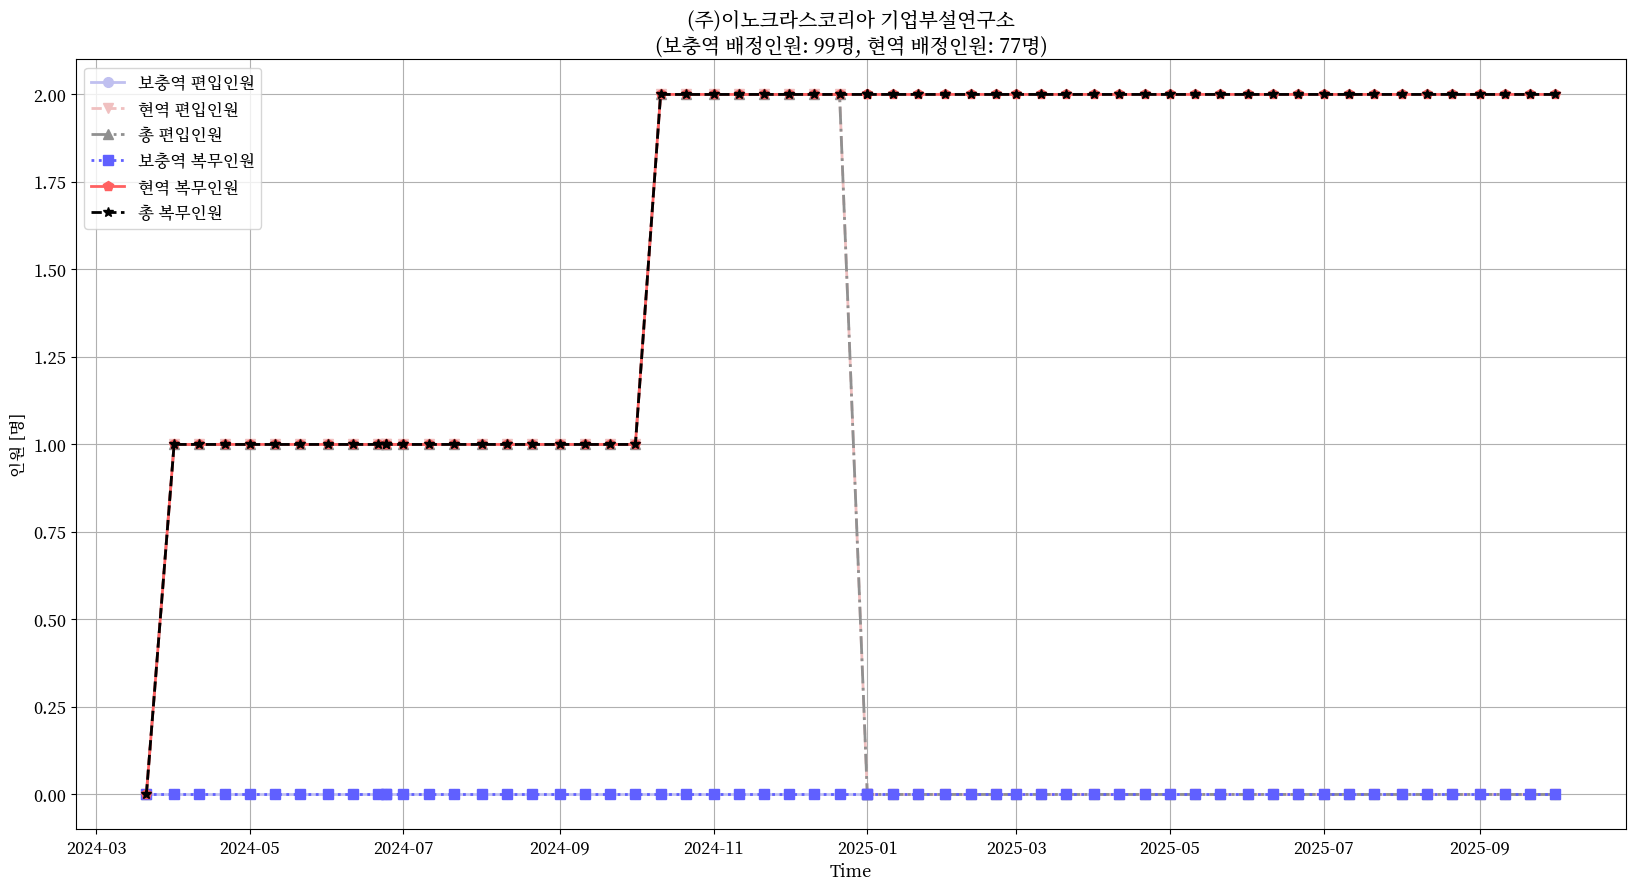 (주)이노크라스코리아 기업부설연구소
(보충역 배정인원: 99명, 현역 배정인원: 77명)
보충역 편입인원
현역 편입인원
총 편입인원
보충역 복무인원
현역 복무인원
총 복무인원
2.00
1.75
1.50
1.25
1.00
0.75
0.50
0.25
0.00
인원 [명]
2024-03
2024-05
2024-07
2024-09
2024-11
2025-01
2025-03
2025-05
2025-07
2025-09
Time